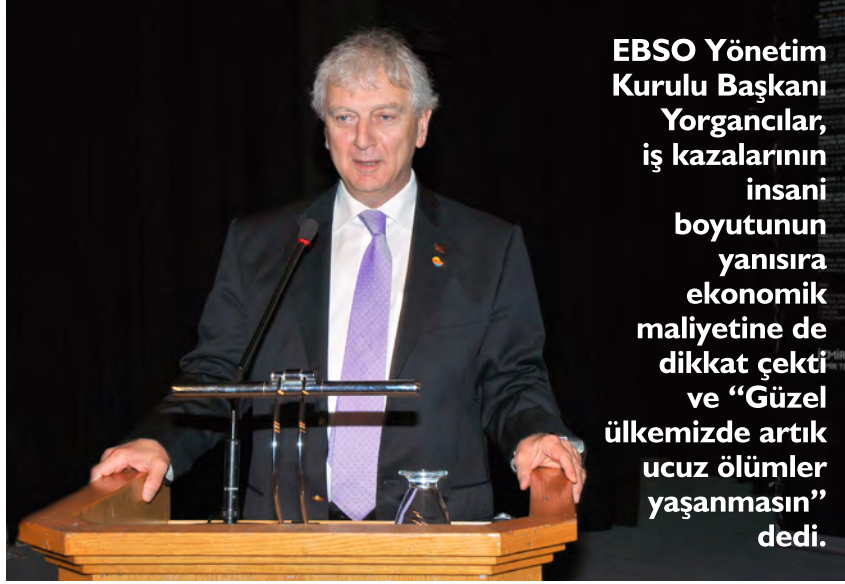 EBSO Yönetim
Kurulu Başkanı
Yorgancılar,
iş kazalarının
insani
boyutunun
yanısıra
ekonomik
maliyetine de
dikkat çekti
ve “Güzel
ülkemizde artık
ucuz ölümler
yaşanmasın”
dedi.